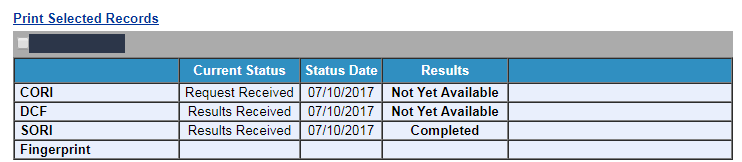 Print Selected Records
Current Status Status Date Results
CORI Request Received 07/10/2017 Not Yet Available
DCF Results Received 07/10/2017 Not Yet Available
SORI Results Received 07/10/2017 Completed
Fingerprint